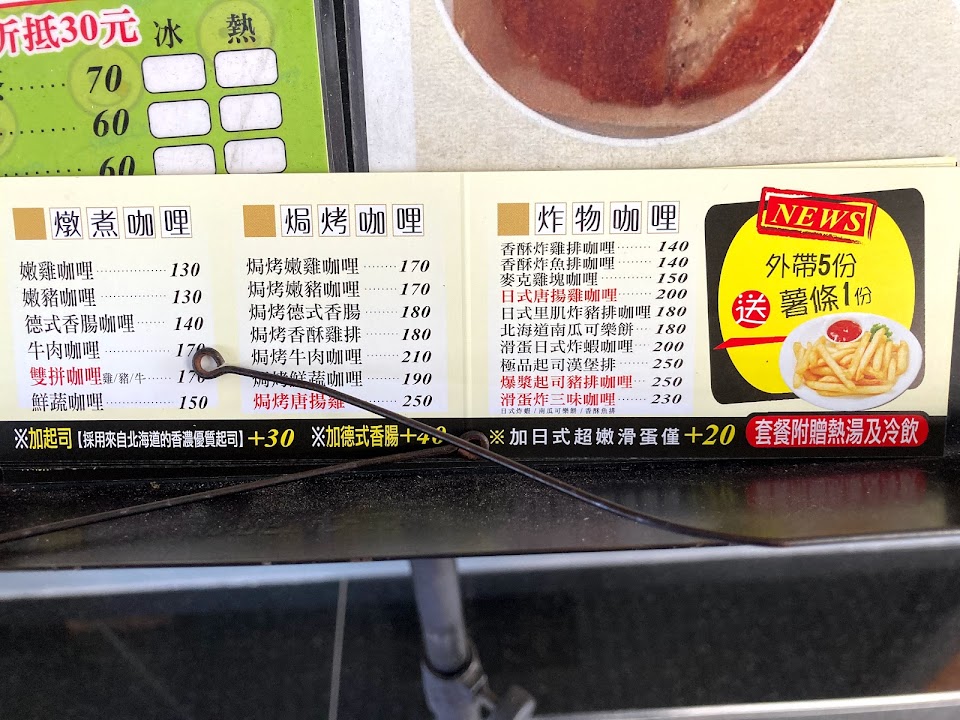 折抵30元
冰 熱
70
60
60
燉煮咖哩
嫩雞咖哩 ········ 130
嫩豬咖哩 ········ 130
德式香腸咖哩 ···· 140
牛肉咖哩 ········ 170
雙拼咖哩雞/豬/牛 ······ 170
鮮蔬咖哩 ········ 150
焗烤咖哩
焗烤嫩雞咖哩 ······· 170
焗烤嫩豬咖哩 ······· 170
焗烤德式香腸 ······· 180
焗烤香酥雞排 ······· 180
焗烤牛肉咖哩 ······· 210
焗烤鮮蔬咖哩 ······· 190
焗烤唐揚雞 ········ 250
炸物咖哩
香酥炸雞排咖哩 ······· 140
香酥炸魚排咖哩 ······· 140
麥克雞塊咖哩 ········ 150
日式唐揚雞咖哩 ······· 200
日式里肌炸豬排咖哩 ··· 180
北海道南瓜可樂餅 ··· 180
滑蛋日式炸蝦咖哩 ···· 200
極品起司漢堡排 ······ 250
爆漿起司豬排咖哩 ··· 250
滑蛋炸三味咖哩 ······ 230
日式炸蝦/南瓜可樂餅/香酥魚排
NEWS
外帶5份
送 薯條1份
※加起司【採用來自北海道的香濃優質起司】+30 ※加德式香腸+40 ※加日式超嫩滑蛋僅+20 套餐附贈熱湯及冷飲